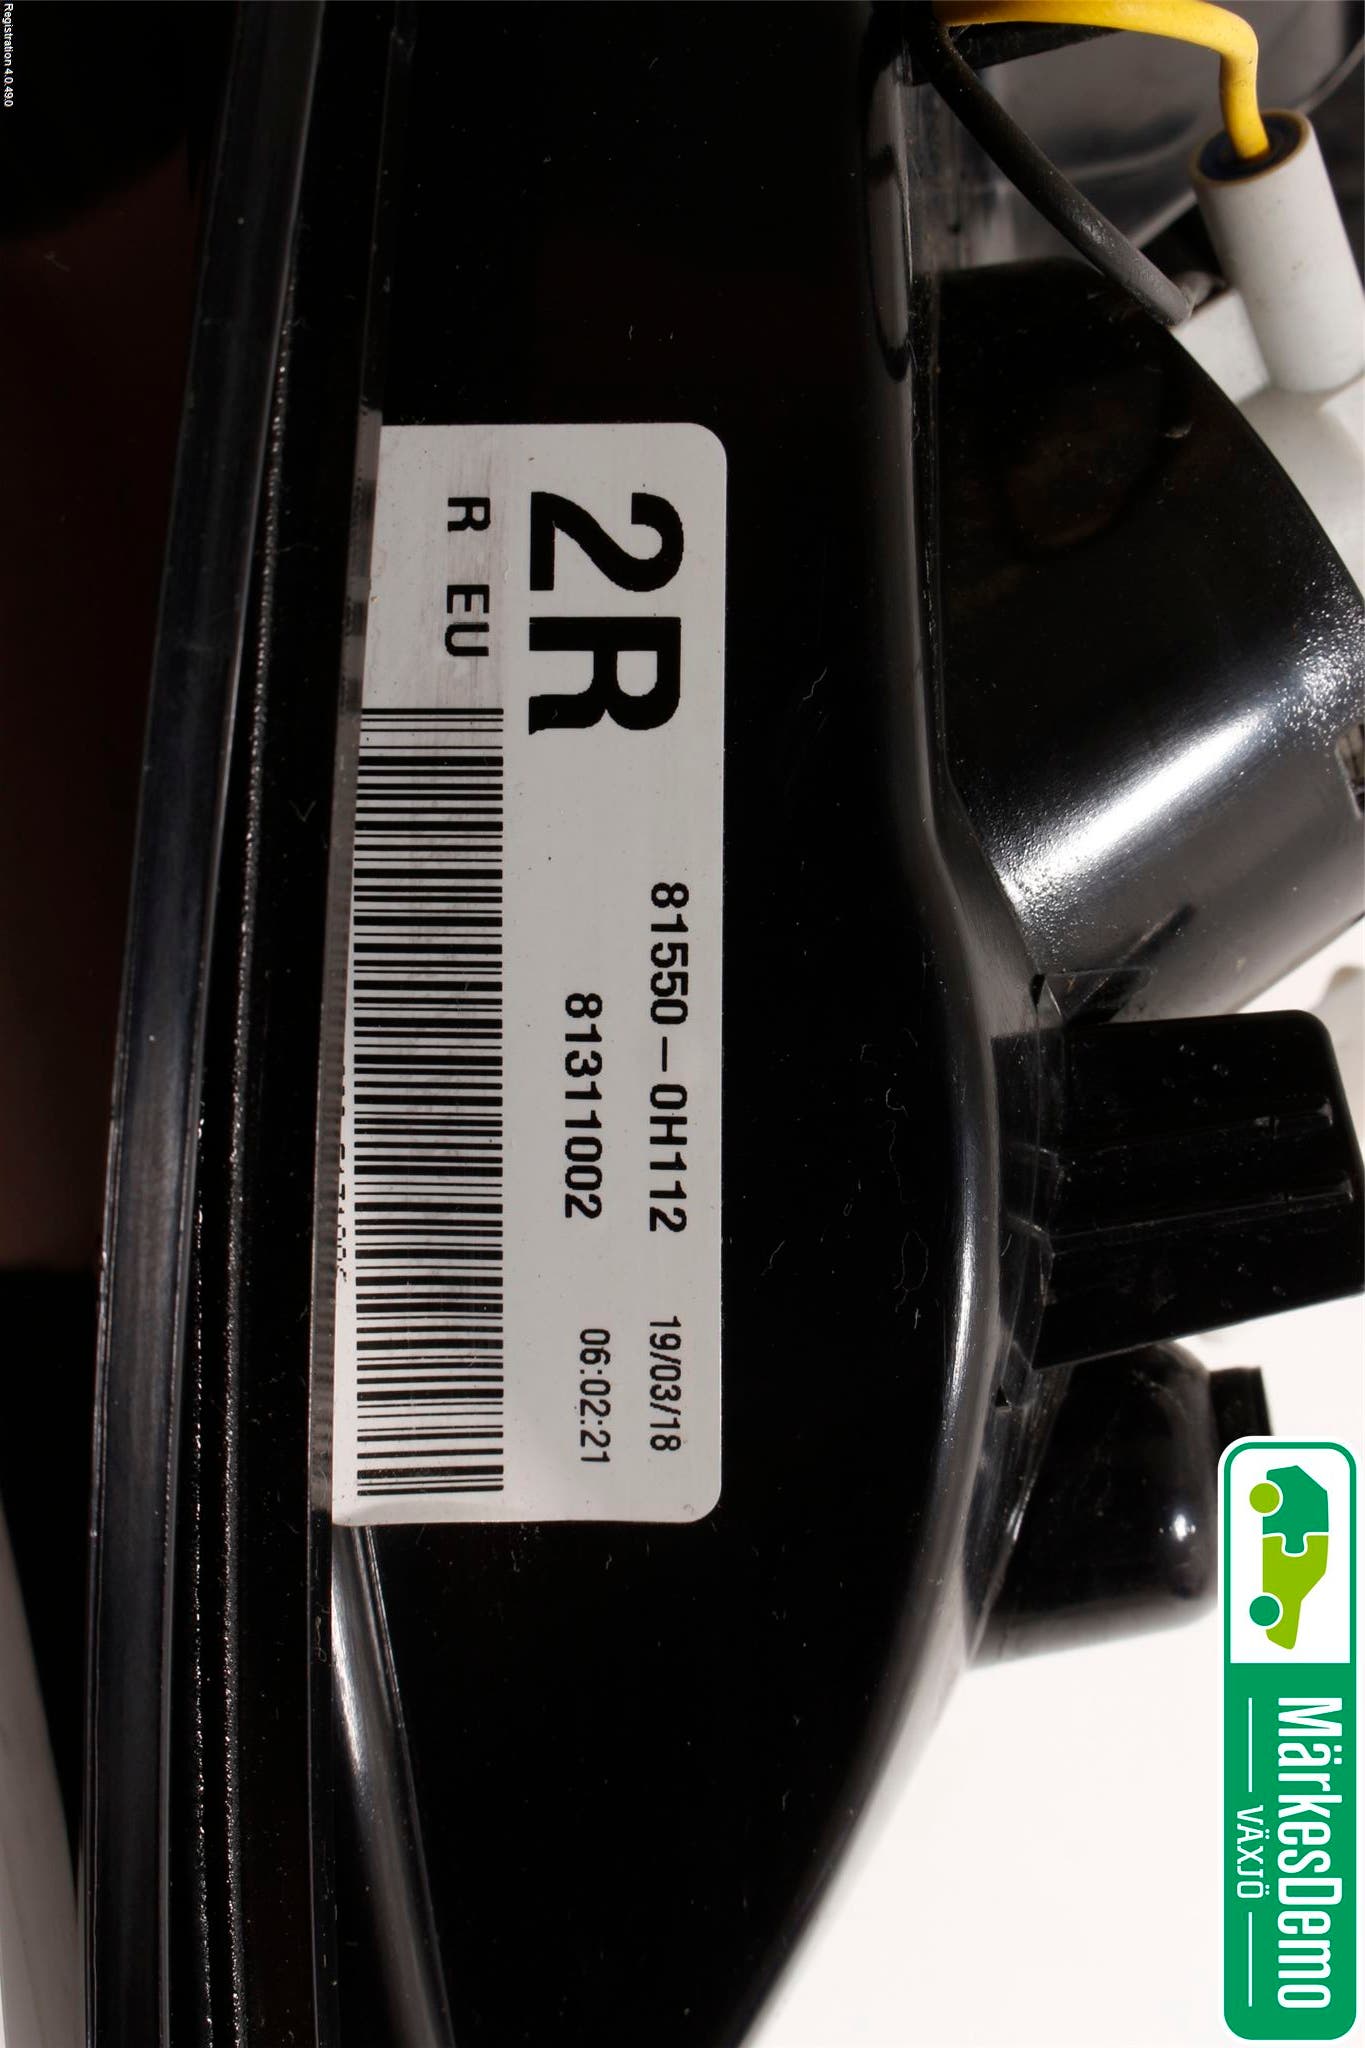 2R
81550-0H112
19/03/18
81311002
06:02:21
R EU
MärkesDemo
VÄXJÖ
Registration 4.0.49.0